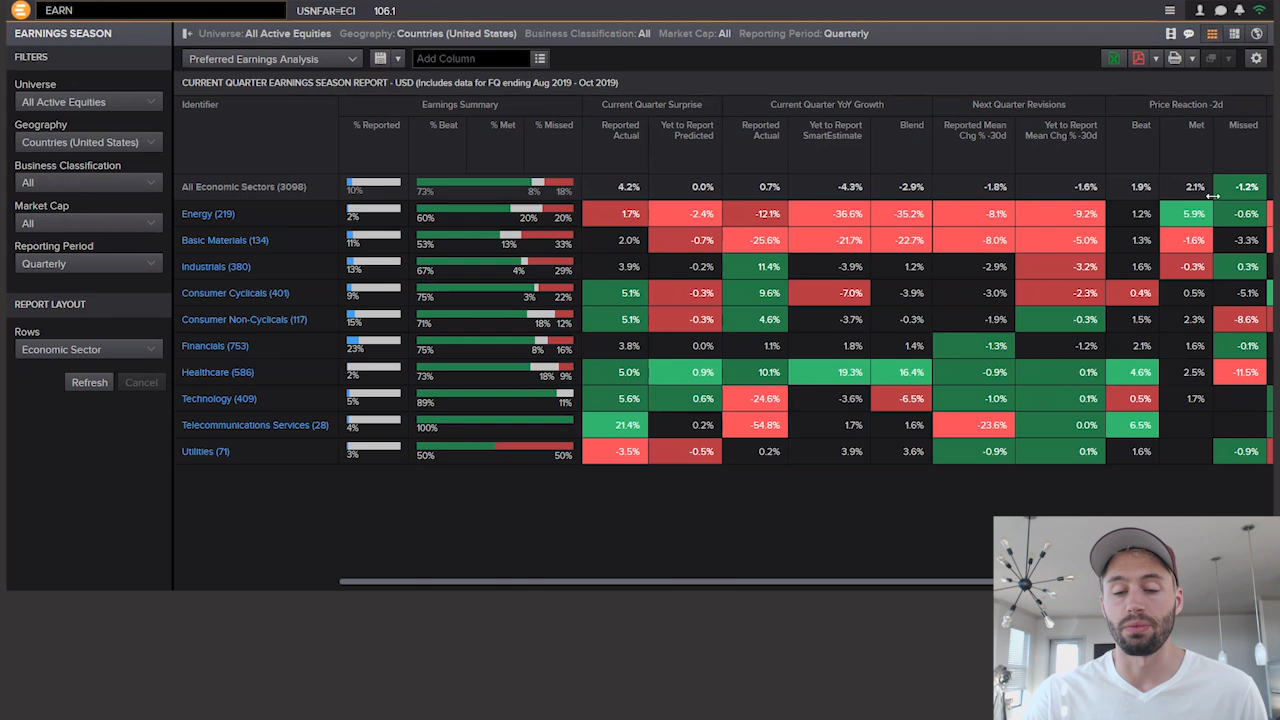 EARN USNFAR=ECI 106.1
EARNINGS SEASON
Universe: All Active Equities Geography: Countries (United States) Business Classification: All Market Cap: All Reporting Period: Quarterly
FILTERS
Preferred Earnings Analysis Add Column
Universe
All Active Equities
Geography
Countries (United States)
Business Classification
All
Market Cap
All
Reporting Period
Quarterly
REPORT LAYOUT
Rows
Economic Sector
Refresh Cancel
CURRENT QUARTER EARNINGS SEASON REPORT - USD (Includes data for FQ ending Aug 2019 - Oct 2019)
Identifier Earnings Summary Current Quarter Surprise Current Quarter YoY Growth Next Quarter Revisions Price Reaction -2d
% Reported % Beat % Met % Missed Reported Actual Yet to Report Predicted Reported Actual Yet to Report SmartEstimate Blend Reported Mean Chg % -30d Yet to Report Mean Chg % -30d Beat Met Missed
All Economic Sectors (3098) 10% 73% 8% 18% 4.2% 0.0% 0.7% -4.3% -2.9% -1.8% -1.6% 1.9% 2.1% -1.2%
Energy (219) 2% 60% 20% 20% 1.7% -2.4% -12.1% -36.6% -35.2% -8.1% -9.2% 1.2% 5.9% -0.6%
Basic Materials (134) 11% 53% 13% 33% 2.0% -0.7% -25.6% -21.7% -22.7% -8.0% -5.0% 1.3% -1.6% -3.3%
Industrials (380) 13% 67% 4% 29% 3.9% -0.2% 11.4% -3.9% 1.2% -2.9% -3.2% 1.6% -0.3% 0.3%
Consumer Cyclicals (401) 9% 75% 3% 22% 5.1% -0.3% 9.6% -7.0% -3.9% -3.0% -2.3% 0.4% 0.5% -5.1%
Consumer Non-Cyclicals (117) 15% 71% 18% 12% 5.1% -0.3% 4.6% -3.7% -0.3% -1.9% -0.3% 1.5% 2.3% -8.6%
Financials (753) 23% 75% 8% 16% 3.8% 0.0% 1.1% 1.8% 1.4% -1.3% -1.2% 2.1% 1.6% -0.1%
Healthcare (586) 2% 73% 18% 9% 5.0% 0.9% 10.1% 19.3% 16.4% -0.9% 0.1% 4.6% 2.5% -11.5%
Technology (409) 5% 89% 11% 5.6% 0.6% -24.6% -3.6% -6.5% -1.0% 0.1% 0.5% 1.7%
Telecommunications Services (28) 4% 100% 21.4% 0.2% -54.8% 1.7% 1.6% -23.6% 0.0% 6.5%
Utilities (71) 3% 50% 50% -3.5% -0.5% 0.2% 3.9% 3.6% -0.9% 0.1% 1.6% -0.9%